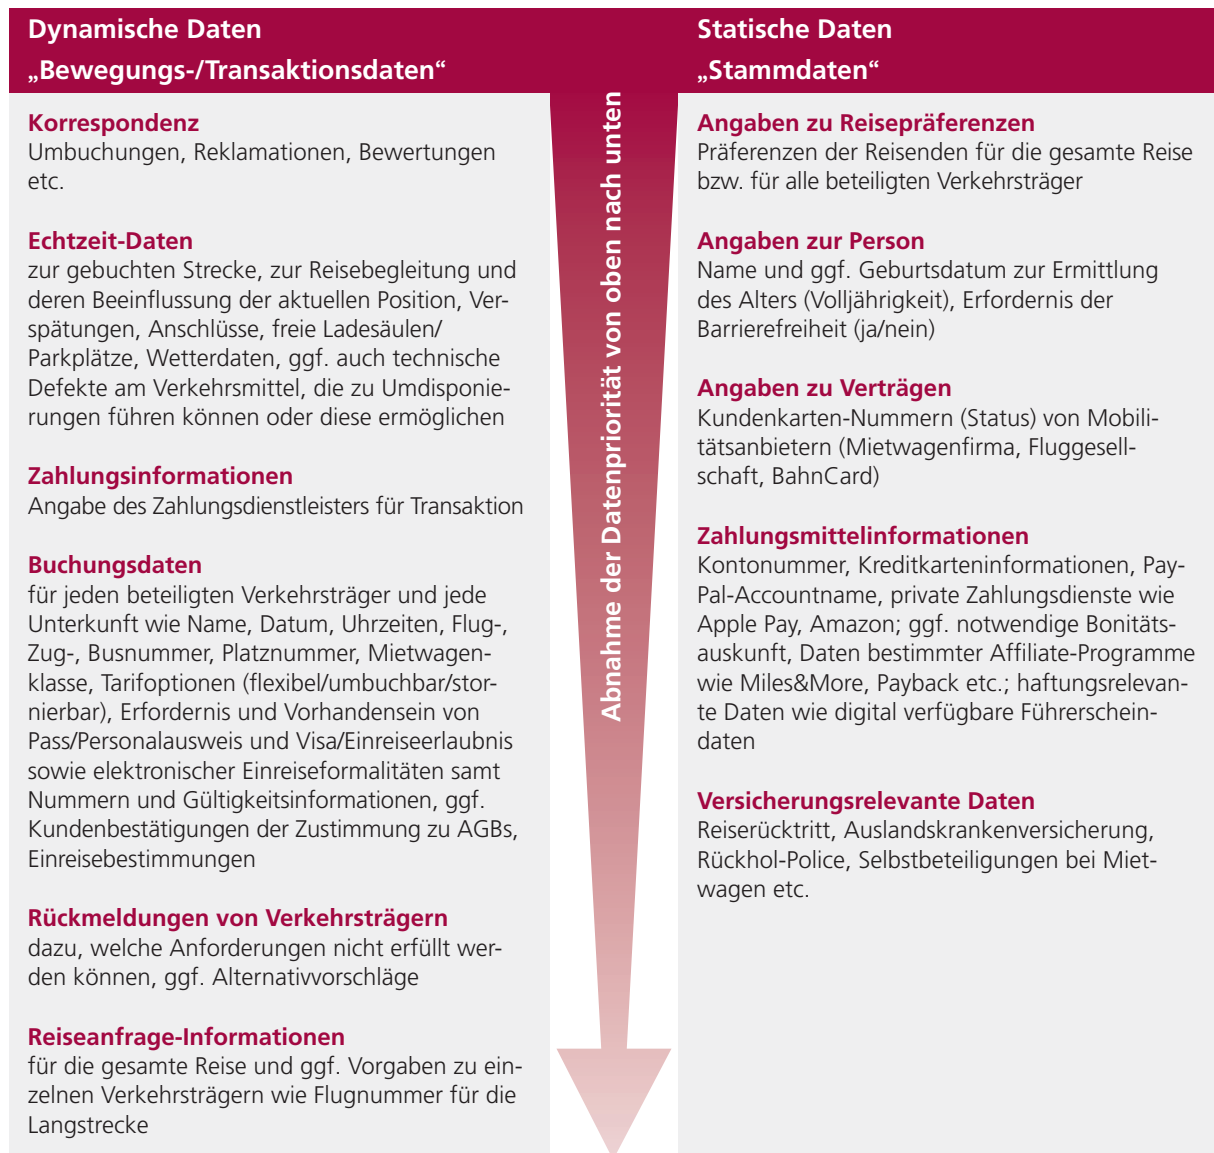 Dynamische Daten
„Bewegungs-/Transaktionsdaten“
Korrespondenz
Umbuchungen, Reklamationen, Bewertungen
etc.
Echtzeit-Daten
zur gebuchten Strecke, zur Reisebegleitung und
deren Beeinflussung der aktuellen Position, Ver-
spätungen, Anschlüsse, freie Ladesäulen/
Parkplätze, Wetterdaten, ggf. auch technische
Defekte am Verkehrsmittel, die zu Umdisponie-
rungen führen können oder diese ermöglichen
Zahlungsinformationen
Angabe des Zahlungsdienstleisters für Transaktion
Buchungsdaten
für jeden beteiligten Verkehrsträger und jede
Unterkunft wie Name, Datum, Uhrzeiten, Flug-,
Zug-, Busnummer, Platznummer, Mietwagen-
klasse, Tarifoptionen (flexibel/umbuchbar/stor-
nierbar), Erfordernis und Vorhandensein von
Pass/Personalausweis und Visa/Einreiseerlaubnis
sowie elektronischer Einreiseformalitäten samt
Nummern und Gültigkeitsinformationen, ggf.
Kundenbestätigungen der Zustimmung zu AGBs,
Einreisebestimmungen
Rückmeldungen von Verkehrsträgern
dazu, welche Anforderungen nicht erfüllt wer-
den können, ggf. Alternativvorschläge
Reiseanfrage-Informationen
für die gesamte Reise und ggf. Vorgaben zu ein-
zelnen Verkehrsträgern wie Flugnummer für die
Langstrecke
Abnahme der Datenpriorität von oben nach unten
Statische Daten
„Stammdaten“
Angaben zu Reisepräferenzen
Präferenzen der Reisenden für die gesamte Reise
bzw. für alle beteiligten Verkehrsträger
Angaben zur Person
Name und ggf. Geburtsdatum zur Ermittlung
des Alters (Volljährigkeit), Erfordernis der
Barrierefreiheit (ja/nein)
Angaben zu Verträgen
Kundenkarten-Nummern (Status) von Mobili-
tätsanbietern (Mietwagenfirma, Fluggesell-
schaft, BahnCard)
Zahlungsmittelinformationen
Kontonummer, Kreditkarteninformationen, Pay-
Pal-Accountname, private Zahlungsdienste wie
Apple Pay, Amazon; ggf. notwendige Bonitäts-
auskunft, Daten bestimmter Affiliate-Programme
wie Miles&More, Payback etc.; haftungsrelevan-
te Daten wie digital verfügbare Führerschein-
daten
Versicherungsrelevante Daten
Reiserücktritt, Auslandskrankenversicherung,
Rückhol-Police, Selbstbeteiligungen bei Miet-
wagen etc.